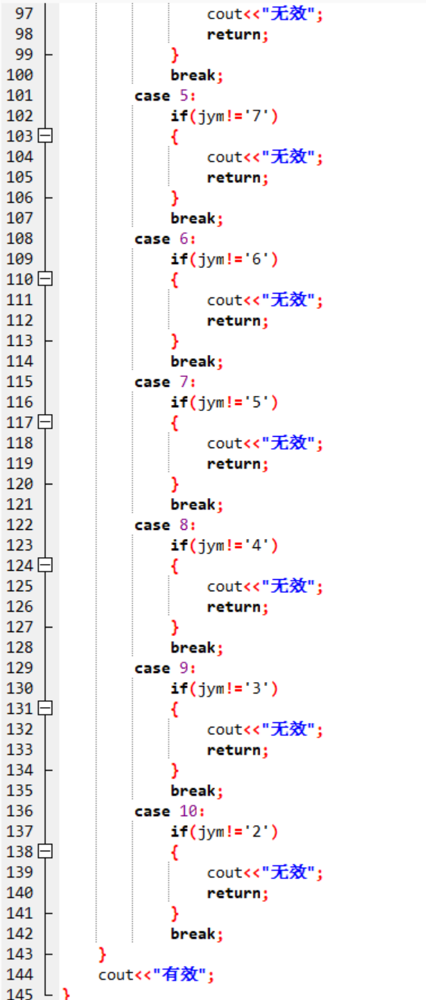 97 cout<<"无效";
98 return;
99 }
100 break;
101 case 5:
102 if(jym!='7')
103 {
104 cout<<"无效";
105 return;
106 }
107 break;
108 case 6:
109 if(jym!='6')
110 {
111 cout<<"无效";
112 return;
113 }
114 break;
115 case 7:
116 if(jym!='5')
117 {
118 cout<<"无效";
119 return;
120 }
121 break;
122 case 8:
123 if(jym!='4')
124 {
125 cout<<"无效";
126 return;
127 }
128 break;
129 case 9:
130 if(jym!='3')
131 {
132 cout<<"无效";
133 return;
134 }
135 break;
136 case 10:
137 if(jym!='2')
138 {
139 cout<<"无效";
140 return;
141 }
142 break;
143 }
144 cout<<"有效";
145 }